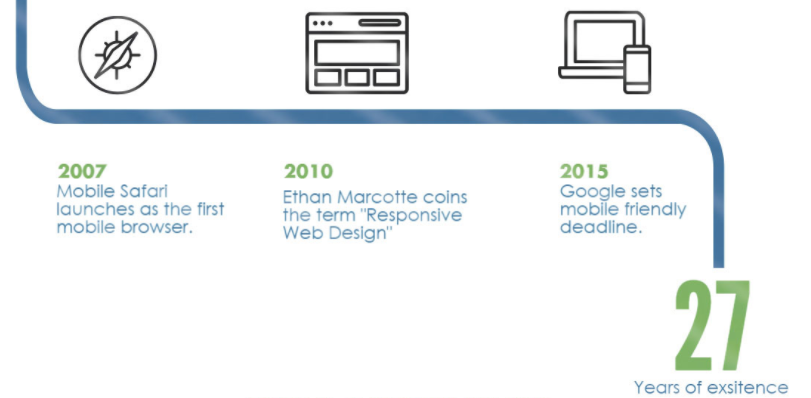 2007
Mobile Safari
launches as the first
mobile browser.
2010
Ethan Marcotte coins
the term "Responsive
Web Design"
2015
Google sets
mobile friendly
deadline.
27
Years of exsitence